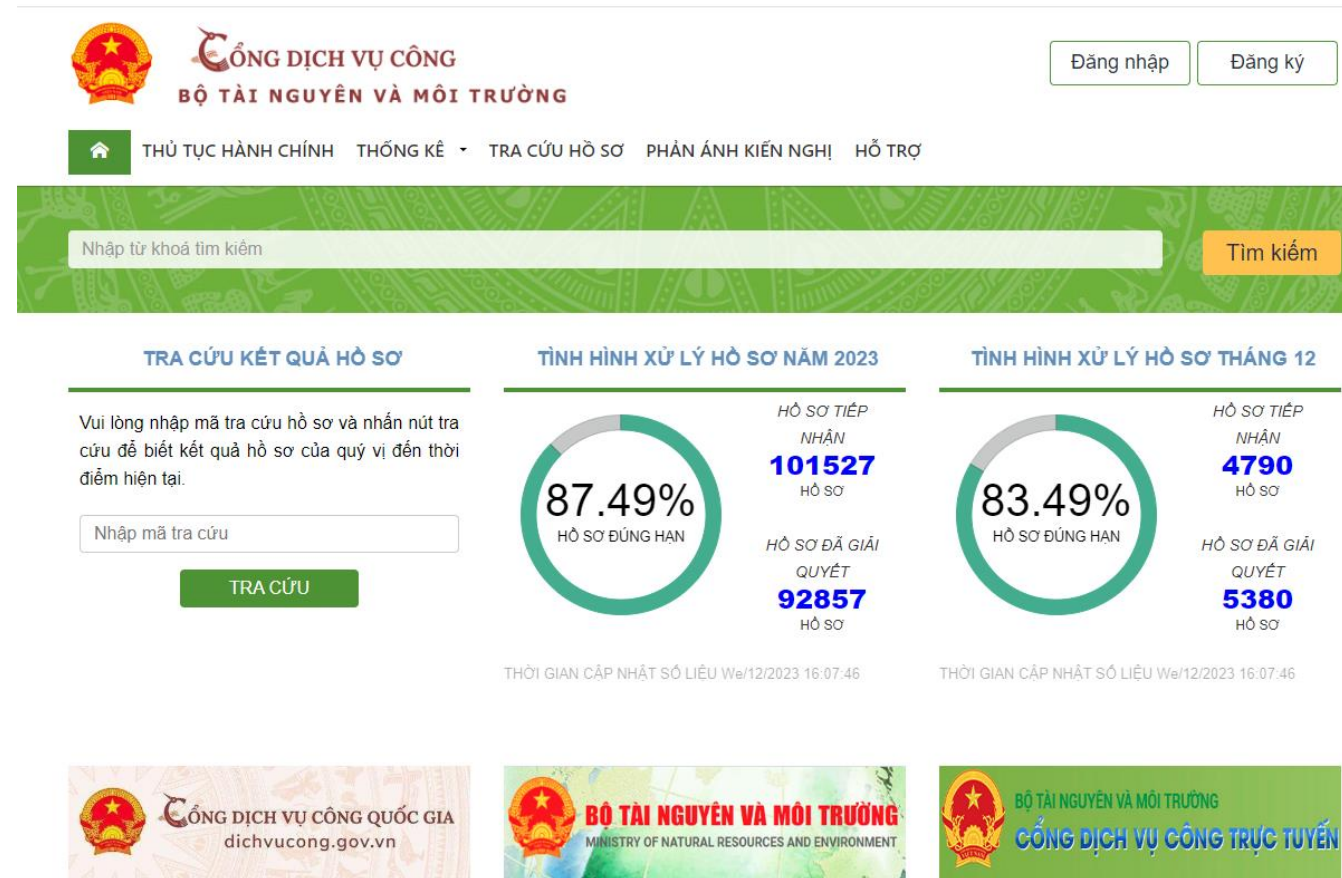 CỔNG DỊCH VỤ CÔNG
BỘ TÀI NGUYÊN VÀ MÔI TRƯỜNG
Đăng nhập
Đăng ký
THỦ TỤC HÀNH CHÍNH THỐNG KÊ TRA CỨU HỒ SƠ PHẢN ÁNH KIẾN NGHỊ HỖ TRỢ
Nhập từ khoá tìm kiếm
Tìm kiếm
TRA CỨU KẾT QUẢ HỒ SƠ
Vui lòng nhập mã tra cứu hồ sơ và nhấn nút tra
cứu để biết kết quả hồ sơ của quý vị đến thời
điểm hiện tại.
Nhập mã tra cứu
TRA CỨU
TÌNH HÌNH XỬ LÝ HỒ SƠ NĂM 2023
87.49%
HỒ SƠ ĐÚNG HẠN
HỒ SƠ TIẾP
NHẬN
101527
HỒ SƠ
HỒ SƠ ĐÃ GIẢI
QUYẾT
92857
HỒ SƠ
THỜI GIAN CẬP NHẬT SỐ LIỆU We/12/2023 16:07:46
TÌNH HÌNH XỬ LÝ HỒ SƠ THÁNG 12
83.49%
HỒ SƠ ĐÚNG HẠN
HỒ SƠ TIẾP
NHẬN
4790
HỒ SƠ
HỒ SƠ ĐÃ GIẢI
QUYẾT
5380
HỒ SƠ
THỜI GIAN CẬP NHẬT SỐ LIỆU We/12/2023 16:07:46
CỔNG DỊCH VỤ CÔNG QUỐC GIA
dichvucong.gov.vn
BỘ TÀI NGUYÊN VÀ MÔI TRƯỜNG
MINISTRY OF NATURAL RESOURCES AND ENVIRONMENT
BỘ TÀI NGUYÊN VÀ MÔI TRƯỜNG
CỔNG DỊCH VỤ CÔNG TRỰC TUYẾN